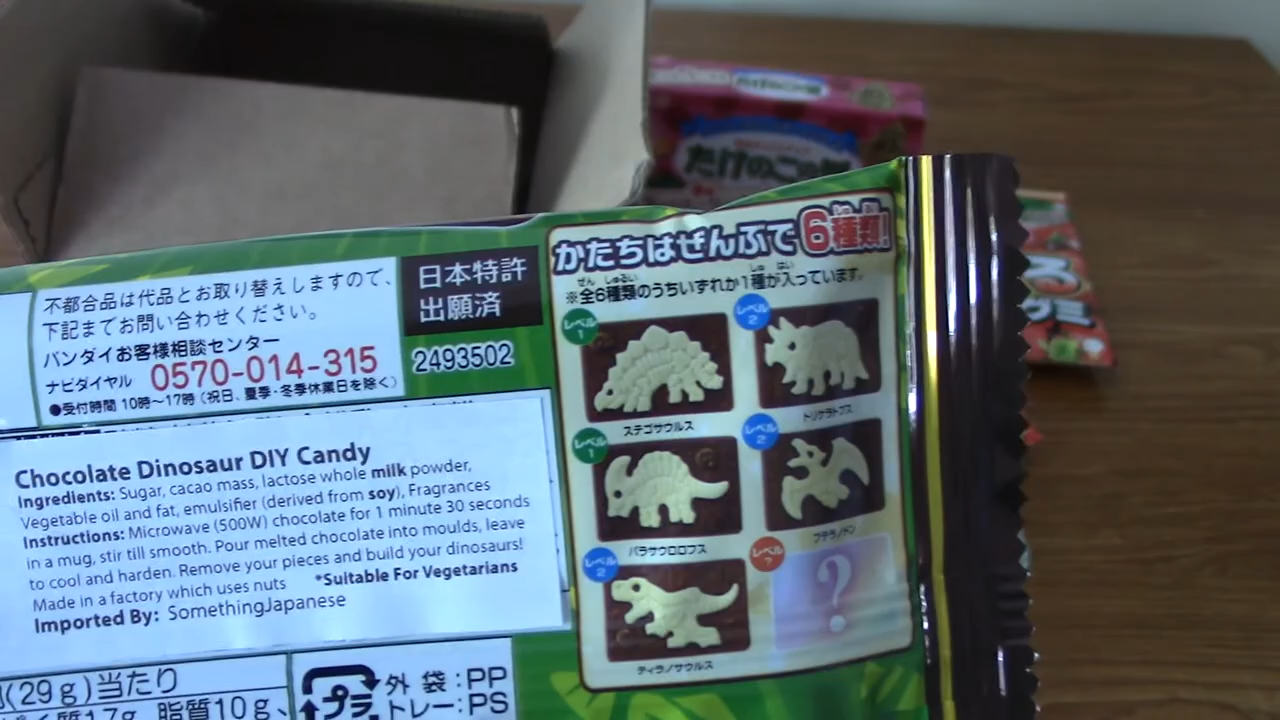 たけのこの里
不都合品は代品とお取り替えしますので、
下記までお問い合わせください。
バンダイお客様相談センター
ナビダイヤル 0570-014-315
●受付時間 10時～17時（祝日、夏季・冬季休業日を除く）
日本特許
出願済
2493502
かたちはぜんぶで6種類!
※全6種類のうちいずれか1種が入っています。
レベル1
ステゴサウルス
レベル2
トリケラトプス
レベル1
パラサウロロフス
レベル2
プテラノドン
レベル2
ティラノサウルス
レベル?
?
Chocolate Dinosaur DIY Candy
Ingredients: Sugar, cacao mass, lactose whole milk powder,
Vegetable oil and fat, emulsifier (derived from soy), Fragrances
Instructions: Microwave (500W) chocolate for 1 minute 30 seconds
in a mug, stir till smooth. Pour melted chocolate into moulds, leave
to cool and harden. Remove your pieces and build your dinosaurs!
Made in a factory which uses nuts *Suitable For Vegetarians
Imported By: SomethingJapanese
(29g)当たり
質1.7g、脂質10g、
プラ
外袋:PP
トレー:PS